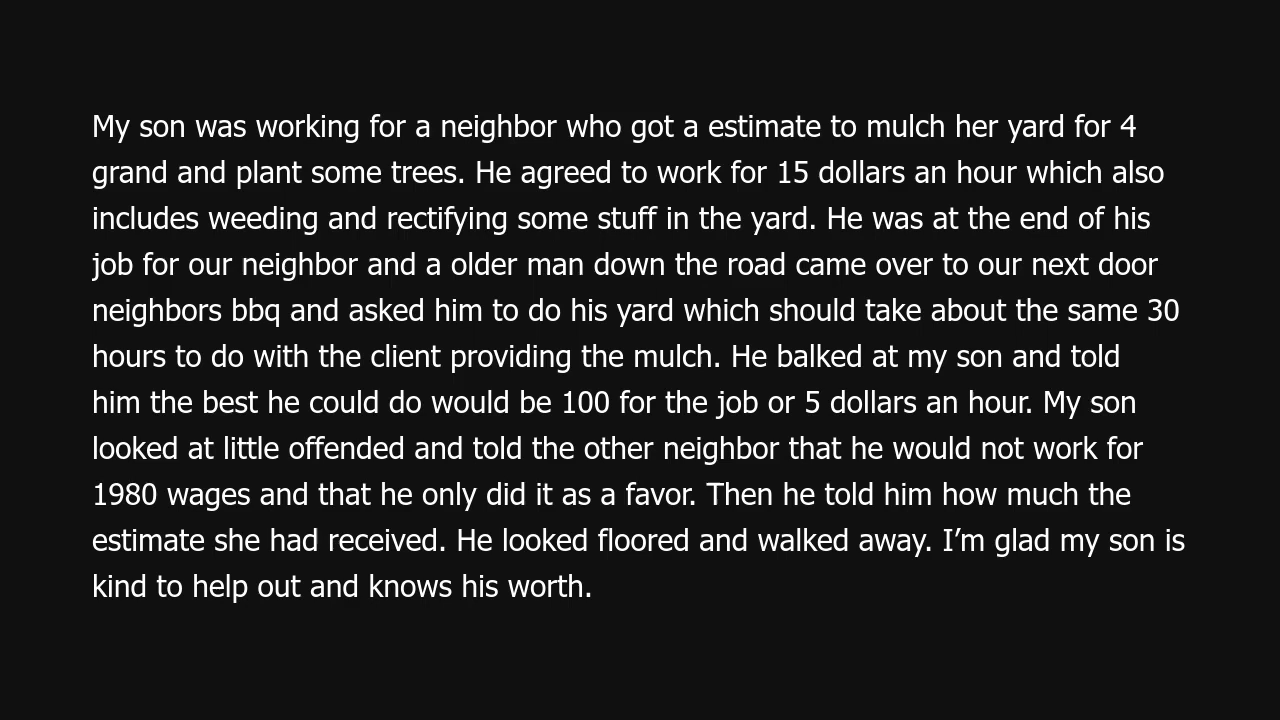 My son was working for a neighbor who got a estimate to mulch her yard for 4
grand and plant some trees. He agreed to work for 15 dollars an hour which also
includes weeding and rectifying some stuff in the yard. He was at the end of his
job for our neighbor and a older man down the road came over to our next door
neighbors bbq and asked him to do his yard which should take about the same 30
hours to do with the client providing the mulch. He balked at my son and told
him the best he could do would be 100 for the job or 5 dollars an hour. My son
looked at little offended and told the other neighbor that he would not work for
1980 wages and that he only did it as a favor. Then he told him how much the
estimate she had received. He looked floored and walked away. I’m glad my son is
kind to help out and knows his worth.